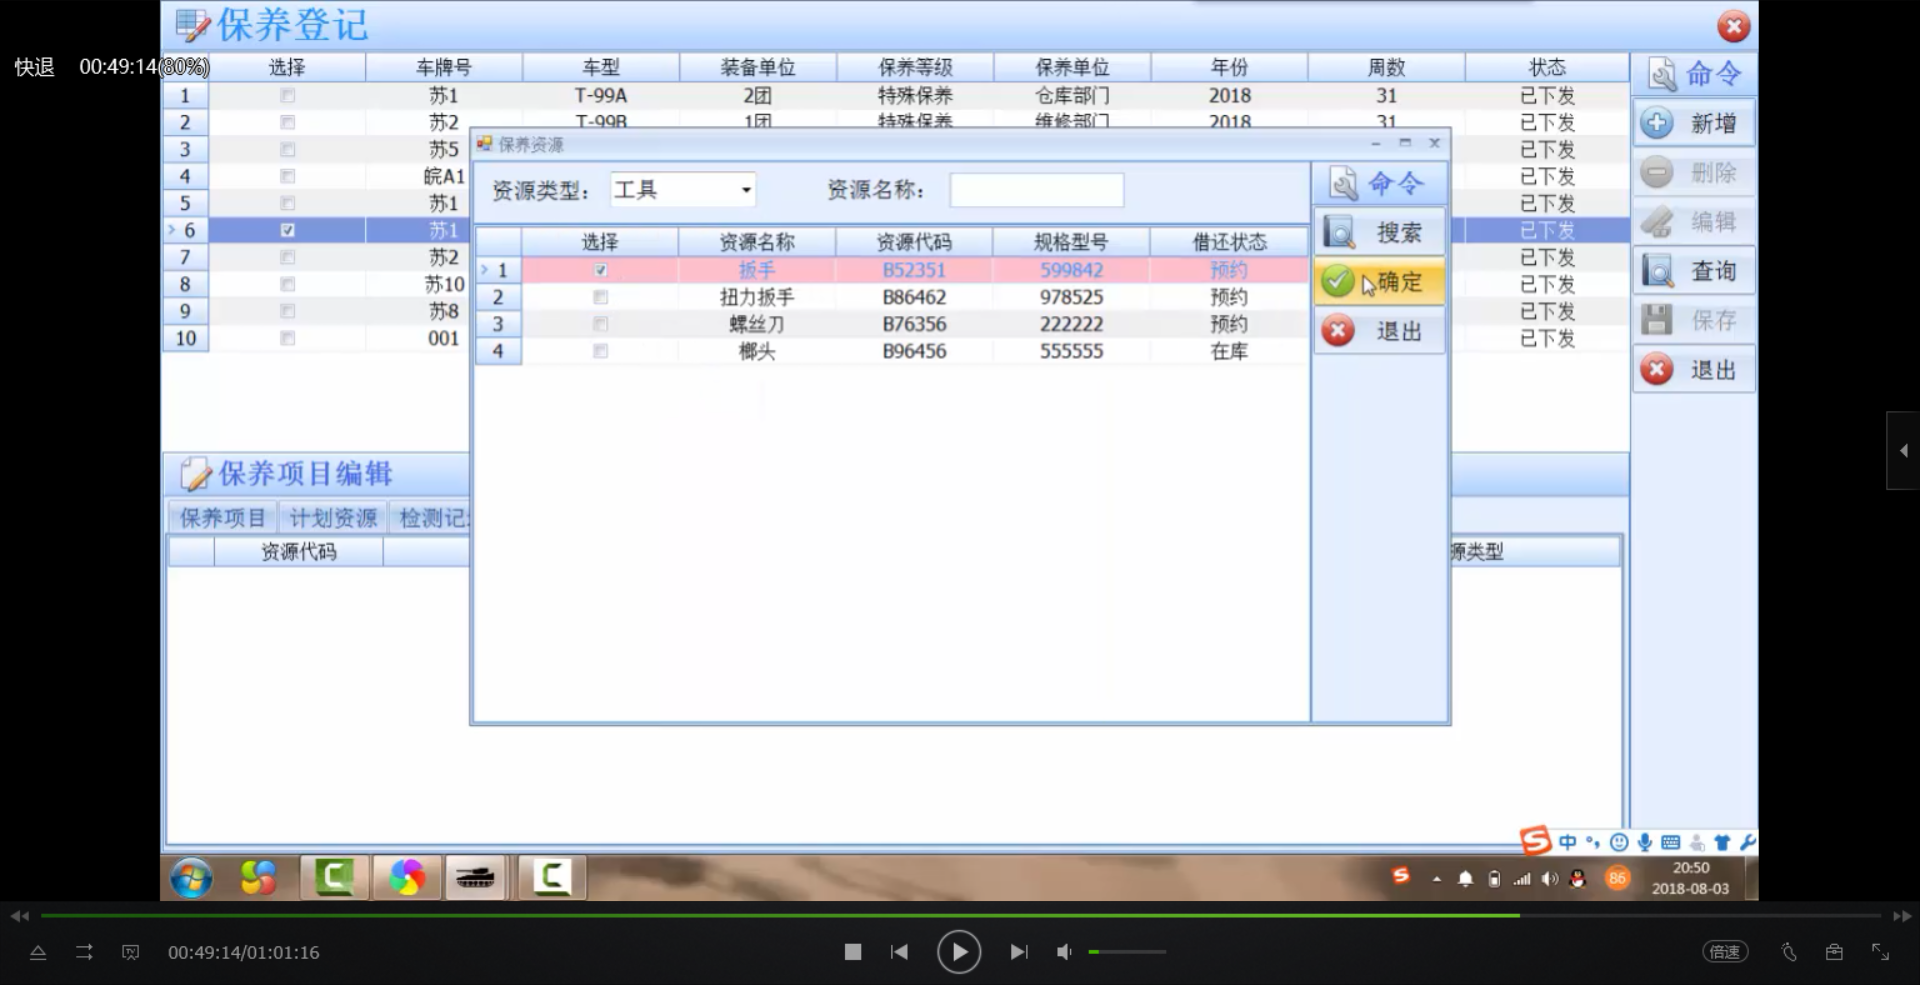 保养登记
快退 00:49:14(80%)
选择 车牌号 车型 装备单位 保养等级 保养单位 年份 周数 状态
1 苏1 T-99A 2团 特殊保养 仓库部门 2018 31 已下发
2 苏2 T-99B 1团 特殊保养 维修部门 2018 31 已下发
3 苏5 已下发
4 皖A1 已下发
5 苏1 已下发
6 苏1 已下发
7 苏2 已下发
8 苏10 已下发
9 苏8 已下发
10 001 已下发
命令
新增
删除
编辑
查询
保存
退出
保养资源
资源类型: 工具 资源名称:
选择 资源名称 资源代码 规格型号 借还状态
1 扳手 B52351 599842 预约
2 扭力扳手 B86462 978525 预约
3 螺丝刀 B76356 222222 预约
4 榔头 B96456 555555 在库
命令
搜索
确定
退出
保养项目编辑
保养项目 计划资源 检测记
资源代码 源类型
中
86
20:50
2018-08-03
00:49:14/01:01:16
倍速